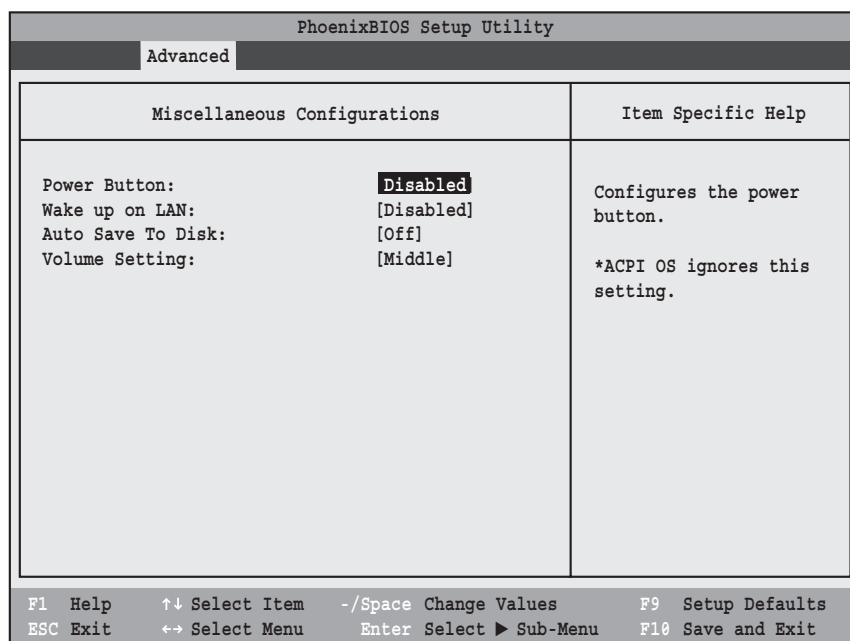 PhoenixBIOS Setup Utility
Advanced
Miscellaneous Configurations
Item Specific Help
Power Button: Disabled]
Wake up on LAN: [Disabled]
Auto Save To Disk: [Off]
Volume Setting: [Middle]
Configures the power
button.
*ACPI OS ignores this
setting.
F1 Help ↑↓ Select Item -/Space Change Values F9 Setup Defaults
ESC Exit ←→ Select Menu Enter Select ▶ Sub-Menu F10 Save and Exit